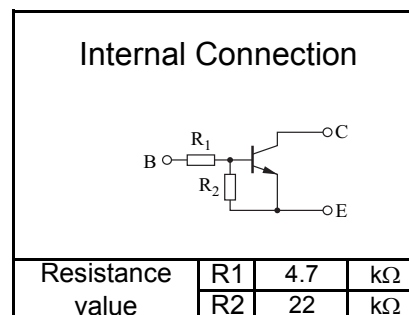 Internal Connection
C
R1
B
R2
E
Resistance value R1 4.7 kΩ
R2 22 kΩ